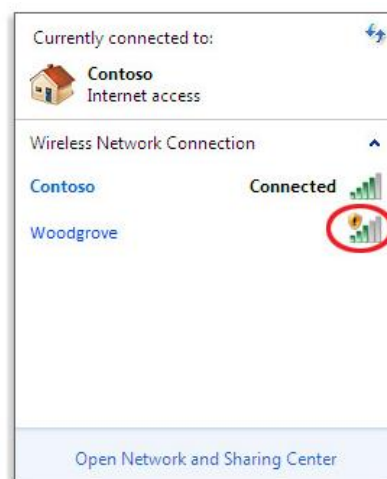 Currently connected to:
Contoso
Internet access
Wireless Network Connection
Contoso Connected
Woodgrove
Open Network and Sharing Center